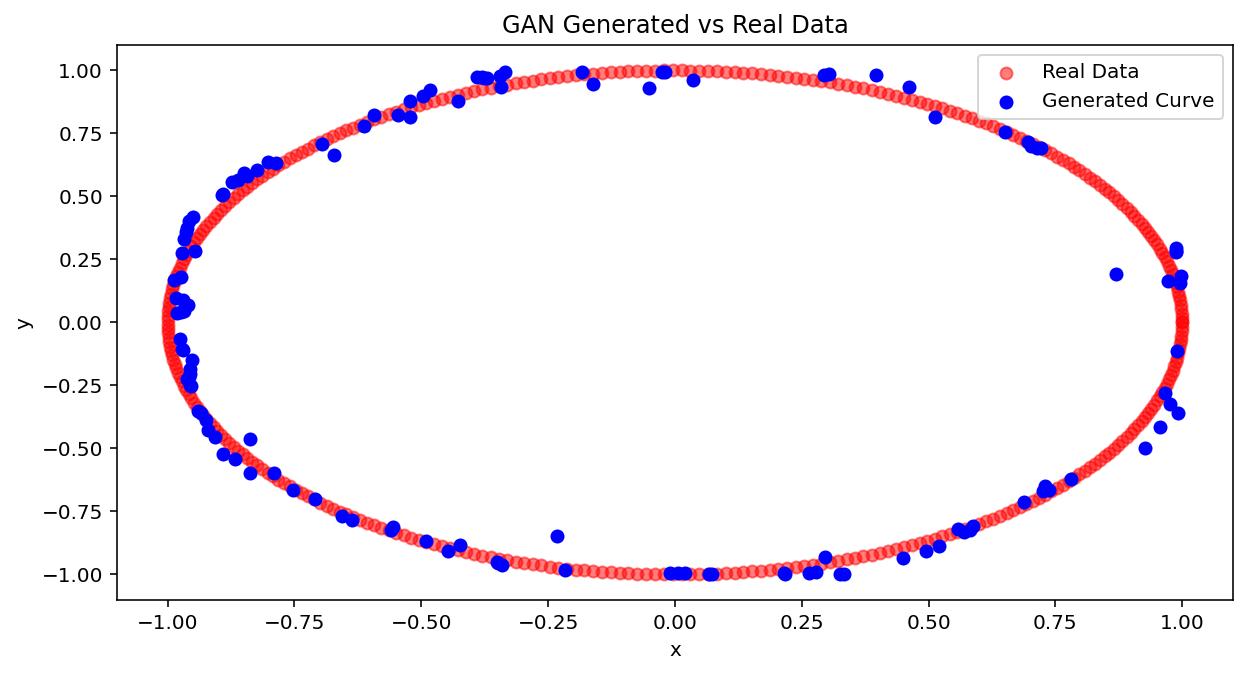 GAN Generated vs Real Data
Real Data
Generated Curve
y
1.00
0.75
0.50
0.25
0.00
−0.25
−0.50
−0.75
−1.00
−1.00 −0.75 −0.50 −0.25 0.00 0.25 0.50 0.75 1.00
x